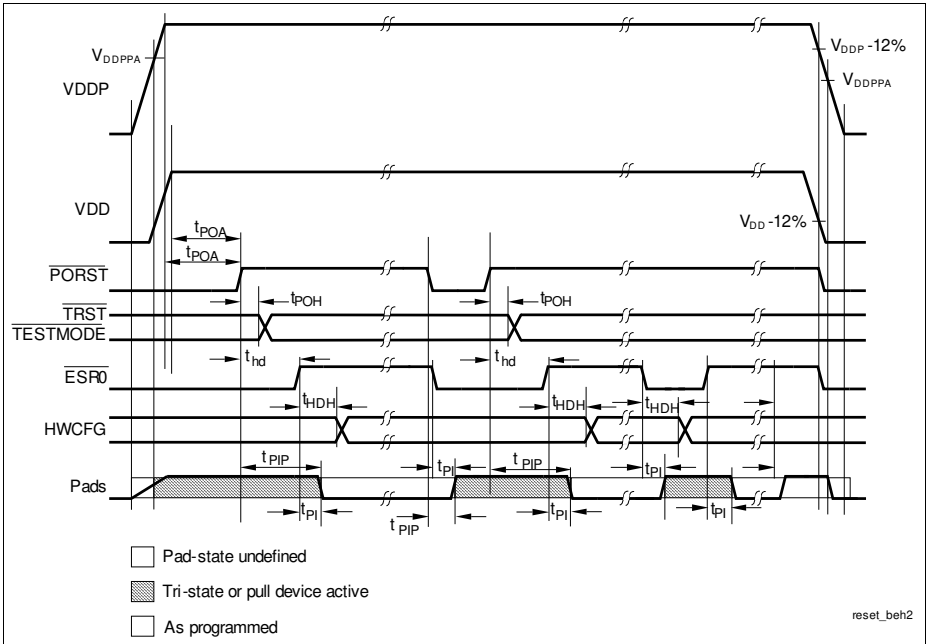 VDDPPA
VDDP
VDDP -12%
VDDPPA
VDD
VDD -12%
tPOA
tPOA
PORST
tPOH
tPOH
TRST
TESTMODE
thd
thd
ESR0
tHDH
tHDH
tHDH
HWCFG
tPIP
tPI
tPIP
tPI
Pads
tPI
tPIP
tPI
tPI
Pad-state undefined
Tri-state or pull device active
As programmed
reset_beh2